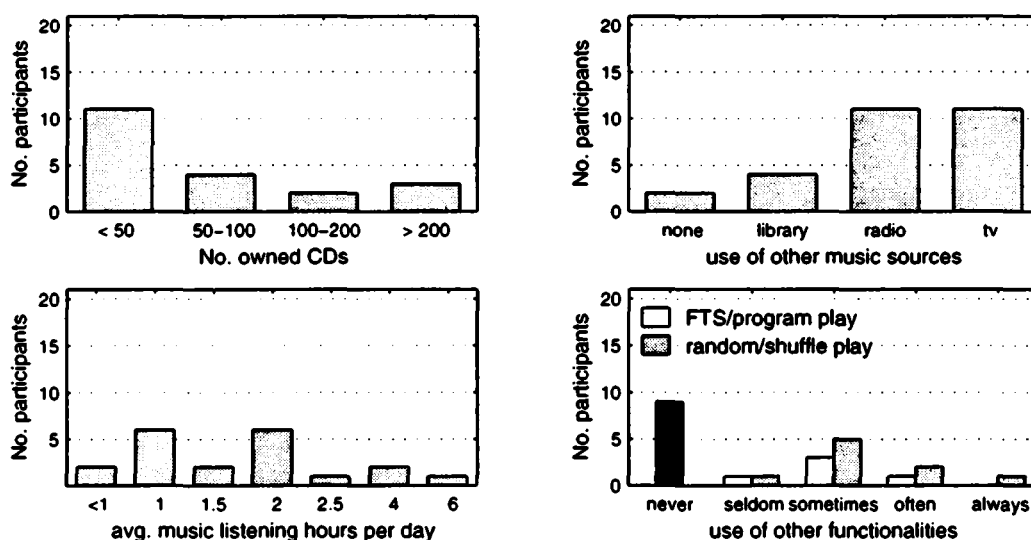 No. participants
20
15
10
5
0
< 50 50-100 100-200 > 200
No. owned CDs
No. participants
20
15
10
5
0
none library radio tv
use of other music sources
No. participants
20
15
10
5
<1 1 1.5 2 2.5 4 6
avg. music listening hours per day
No. participants
20
15
10
5
0
FTS/program play
random/shuffle play
never seldom sometimes often always
use of other functionalities